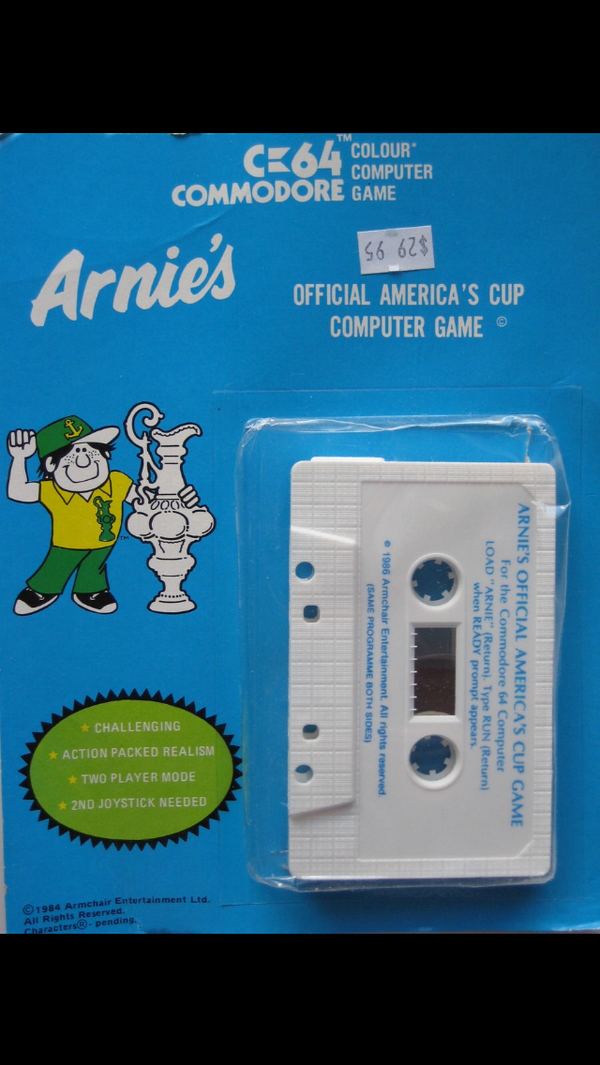 C=64™ COLOUR*
COMPUTER
COMMODORE GAME
$29.95
Arnie's
OFFICIAL AMERICA'S CUP
COMPUTER GAME ©
TM
ARNIE'S OFFICIAL AMERICA'S CUP GAME
For the Commodore 64 Computer
LOAD "ARNIE" (Return). Type RUN (Return)
when READY prompt appears.
© 1986 Armchair Entertainment. All rights reserved.
(SAME PROGRAMME BOTH SIDES)
★ CHALLENGING
★ ACTION PACKED REALISM
★ TWO PLAYER MODE
★ 2ND JOYSTICK NEEDED
©1984 Armchair Entertainment Ltd.
All Rights Reserved.
Characters®- pending.